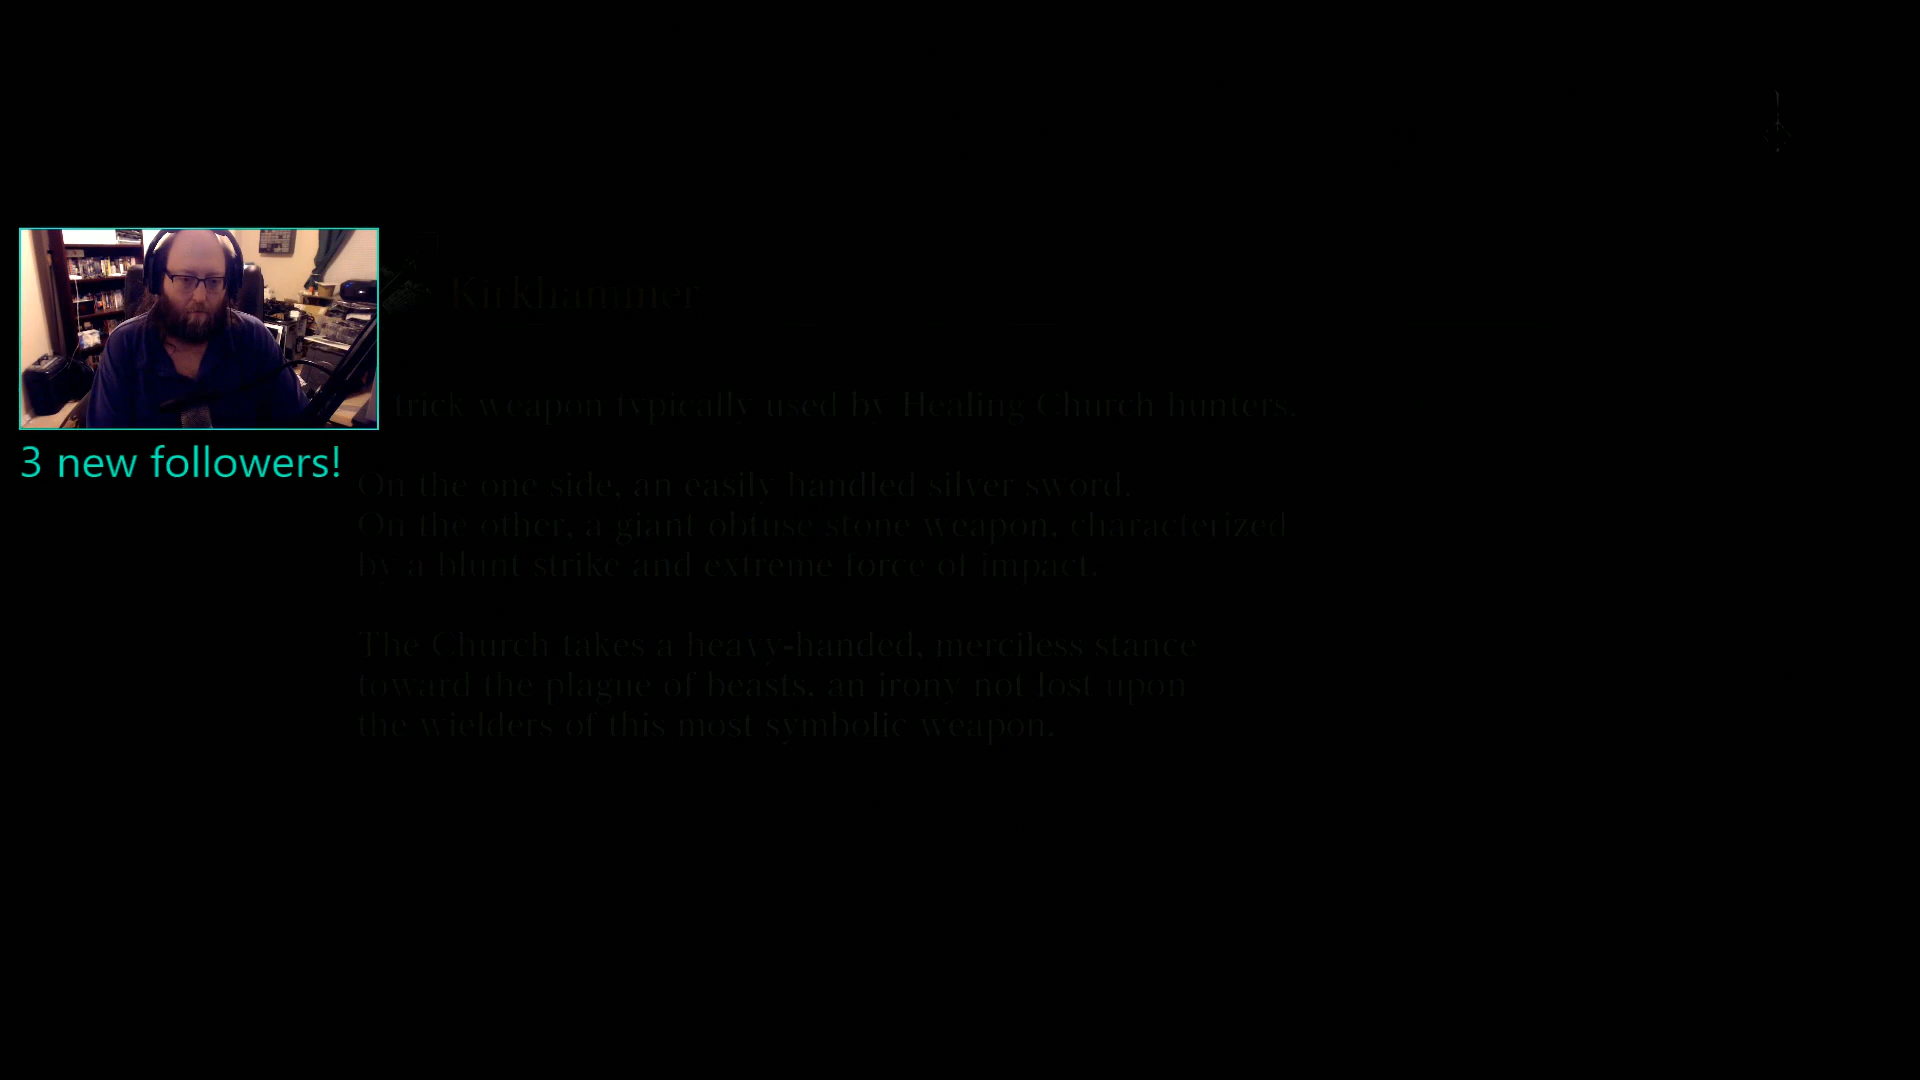 Kirkhammer
trick weapon typically used by Healing Church hunters.
3 new followers!
On the one side, an easily handled silver sword.
On the other, a giant obtuse stone weapon, characterized
by a blunt strike and extreme force of impact.
The Church takes a heavy-handed, merciless stance
toward the plague of beasts, an irony not lost upon
the wielders of this most symbolic weapon.